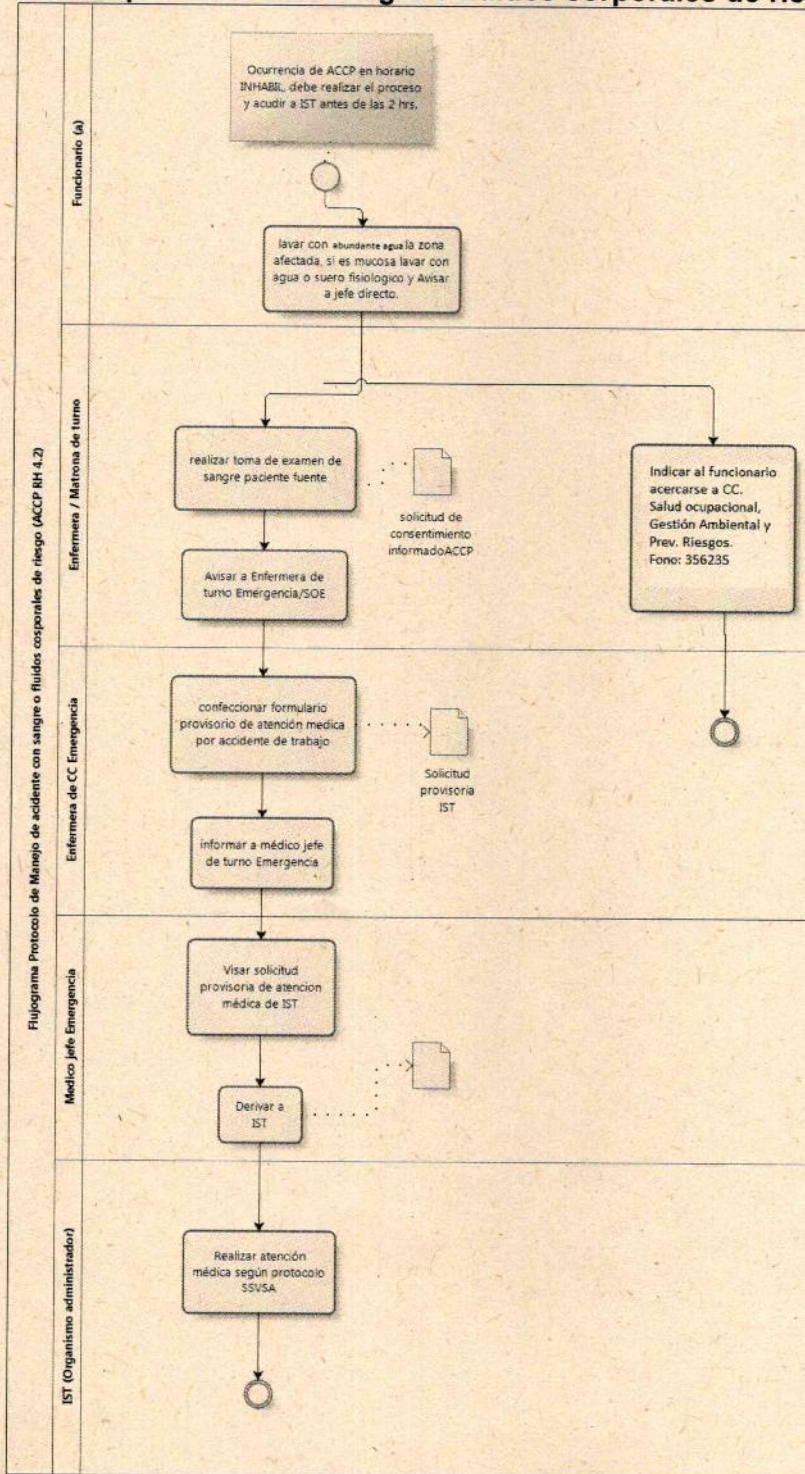 Flujograma Protocolo de Manejo de acidente con sangre o fluidos cosporales de riesgo (ACCP RH 4.2)
Funcionario (a)
Ocurrencia de ACCP en horario
INHABIL, debe realizar el proceso
y acudir a IST antes de las 2 hrs.
lavar con abundante agua la zona
afectada, si es mucosa lavar con
agua o suero fisiologico y Avisar
a jefe directo.
Enfermera / Matrona de turno
realizar toma de examen de
sangre paciente fuente
solicitud de
consentimiento
informadoACCP
Avisar a Enfermera de
turno Emergencia/SOE
Indicar al funcionario
acercarse a CC.
Salud ocupacional,
Gestión Ambiental y
Prev. Riesgos.
Fono: 356235
Enfermera de CC Emergencia
confeccionar formulario
provisorio de atención medica
por accidente de trabajo
Solicitud
provisoria
IST
informar a médico jefe
de turno Emergencia
Medico jefe Emergencia
Visar solicitud
provisoria de atencion
médica de IST
Derivar a
IST
IST (Organismo administrador)
Realizar atención
médica según protocolo
SSVSA